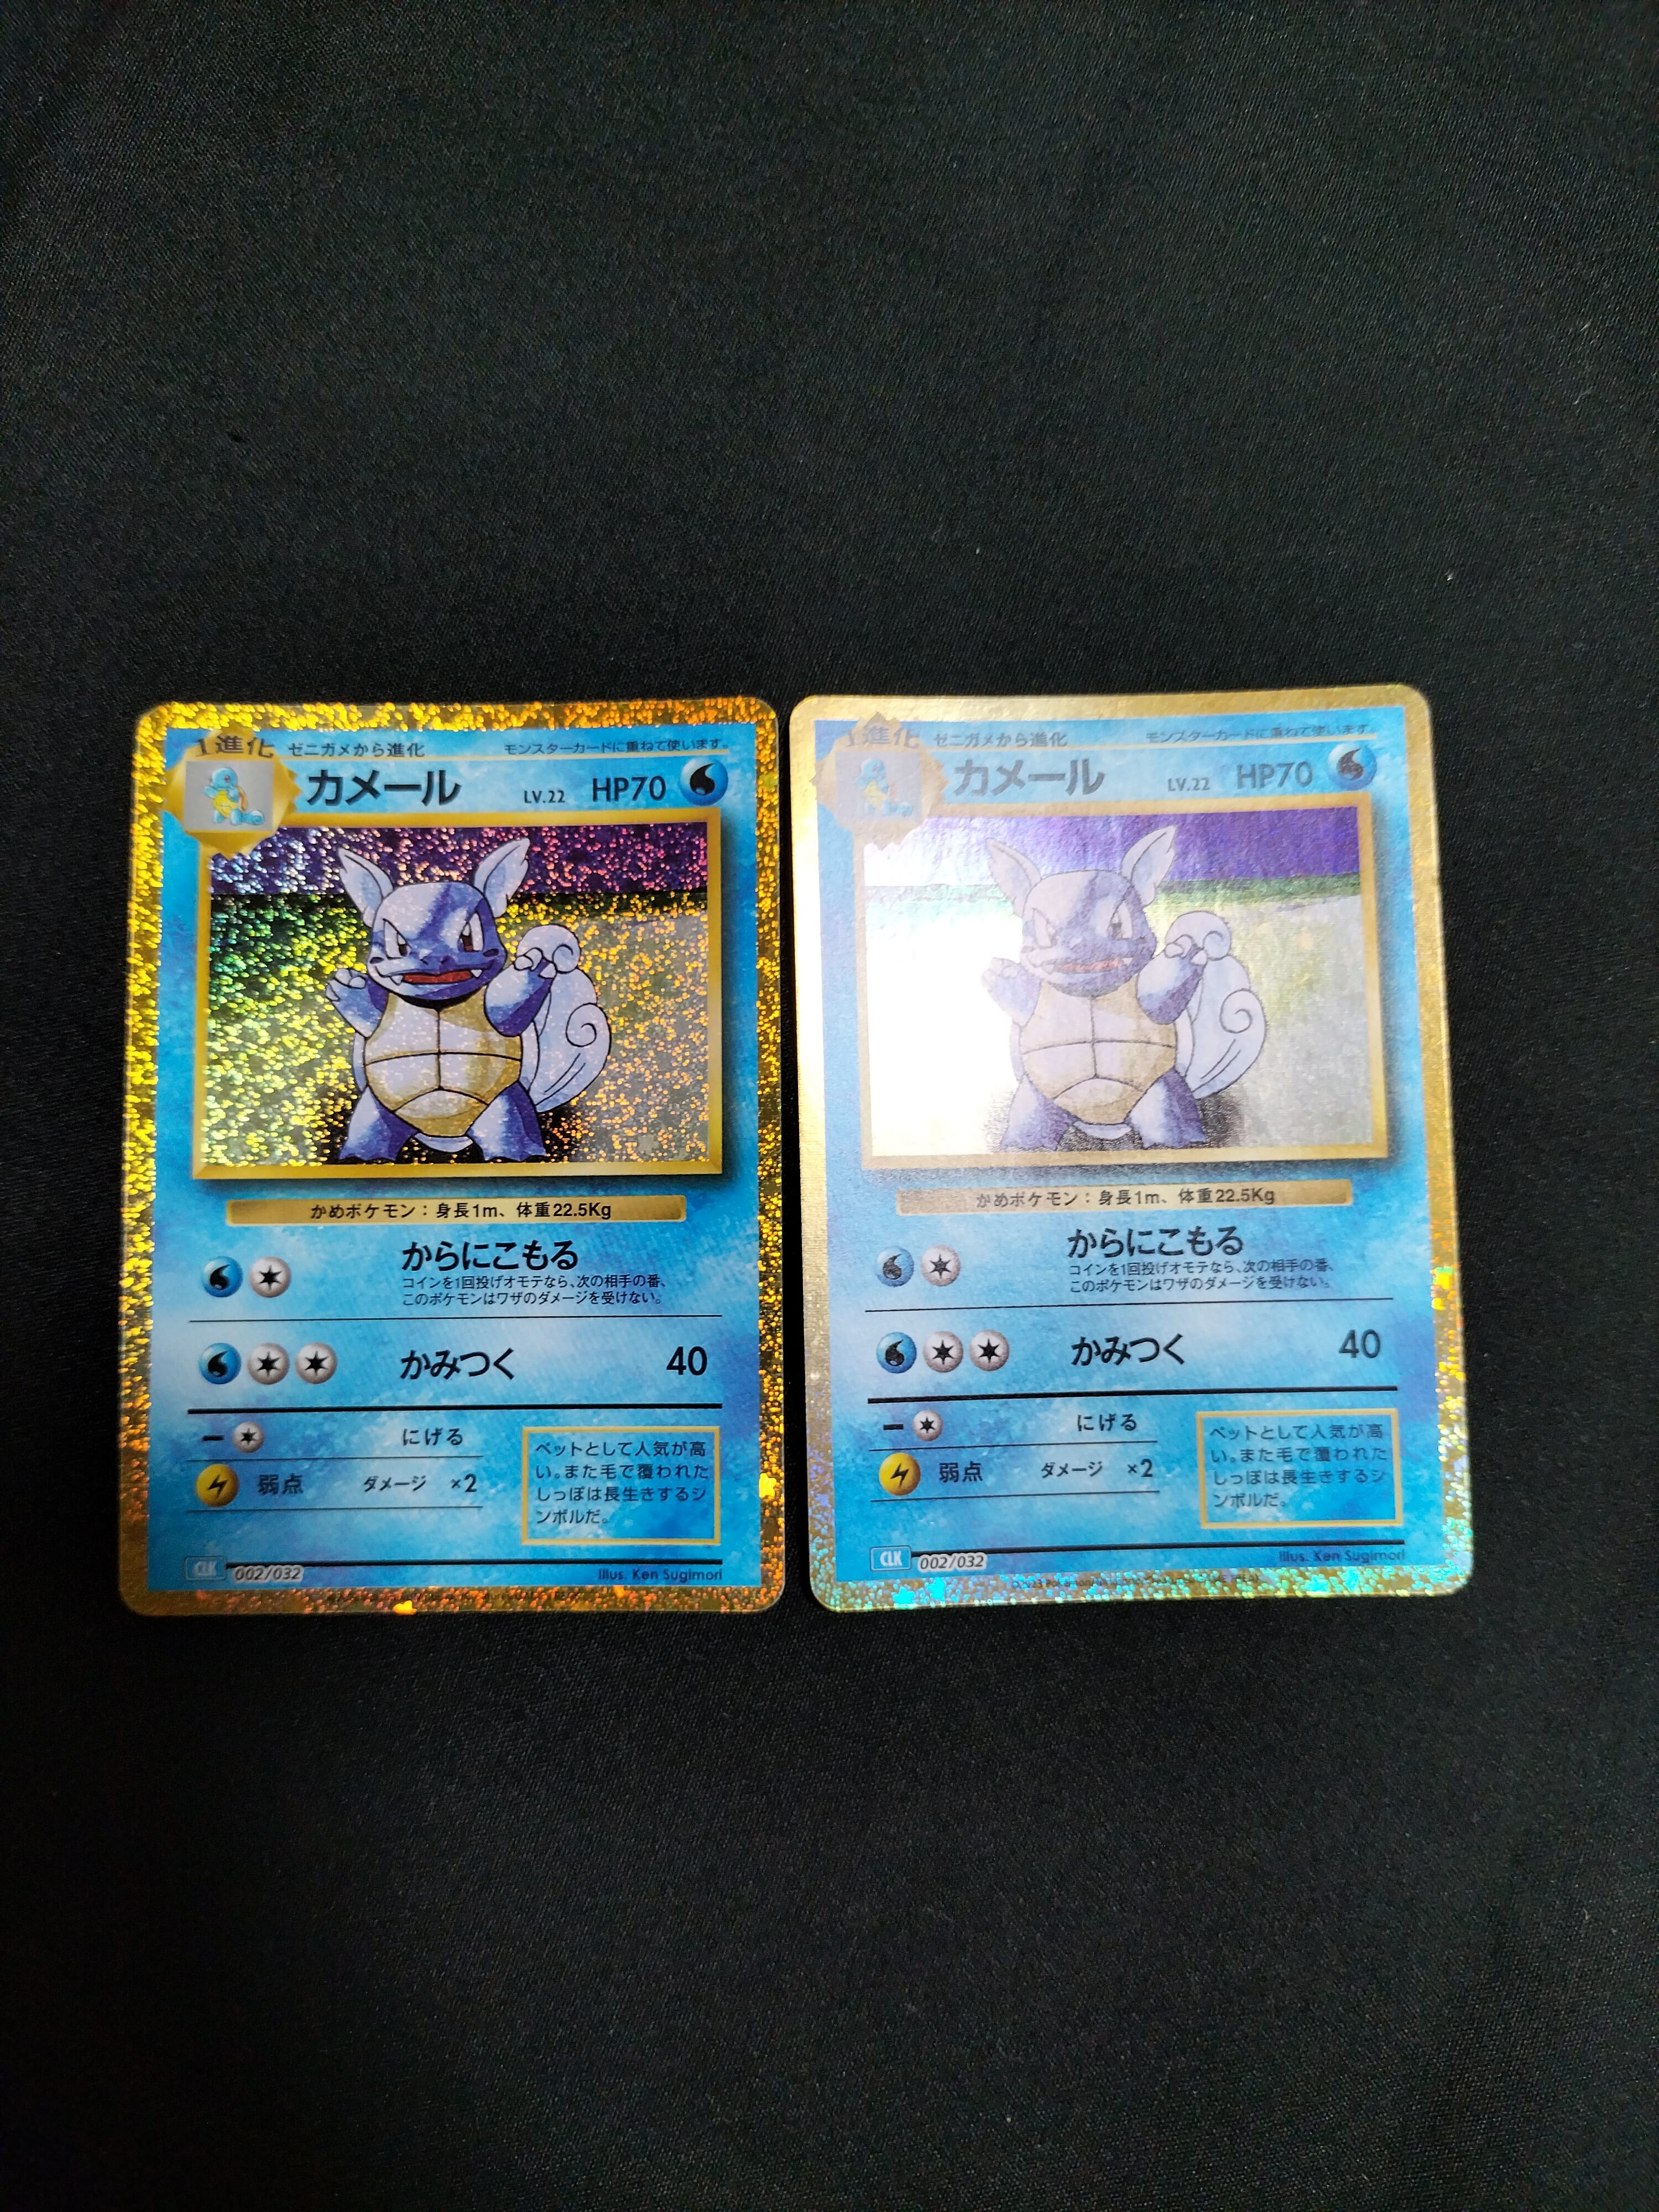 1進化 ゼニガメから進化 モンスターカードに重ねて使います。
カメール LV.22 HP70
かめポケモン：身長1m、体重22.5Kg
からにこもる
コインを1回投げオモテなら、次の相手の番、
このポケモンはワザのダメージを受けない。
かみつく 40
にげる
弱点 ダメージ ×2
ペットとして人気が高
い。また毛で覆われた
しっぽは長生きするシ
ンボルだ。
CLK 002/032 Illus. Ken Sugimori
1進化 ゼニガメから進化 モンスターカードに重ねて使います。
カメール LV.22 HP70
かめポケモン：身長1m、体重22.5Kg
からにこもる
コインを1回投げオモテなら、次の相手の番、
このポケモンはワザのダメージを受けない。
かみつく 40
にげる
弱点 ダメージ ×2
ペットとして人気が高
い。また毛で覆われた
しっぽは長生きするシ
ンボルだ。
CLK 002/032 Illus. Ken Sugimori